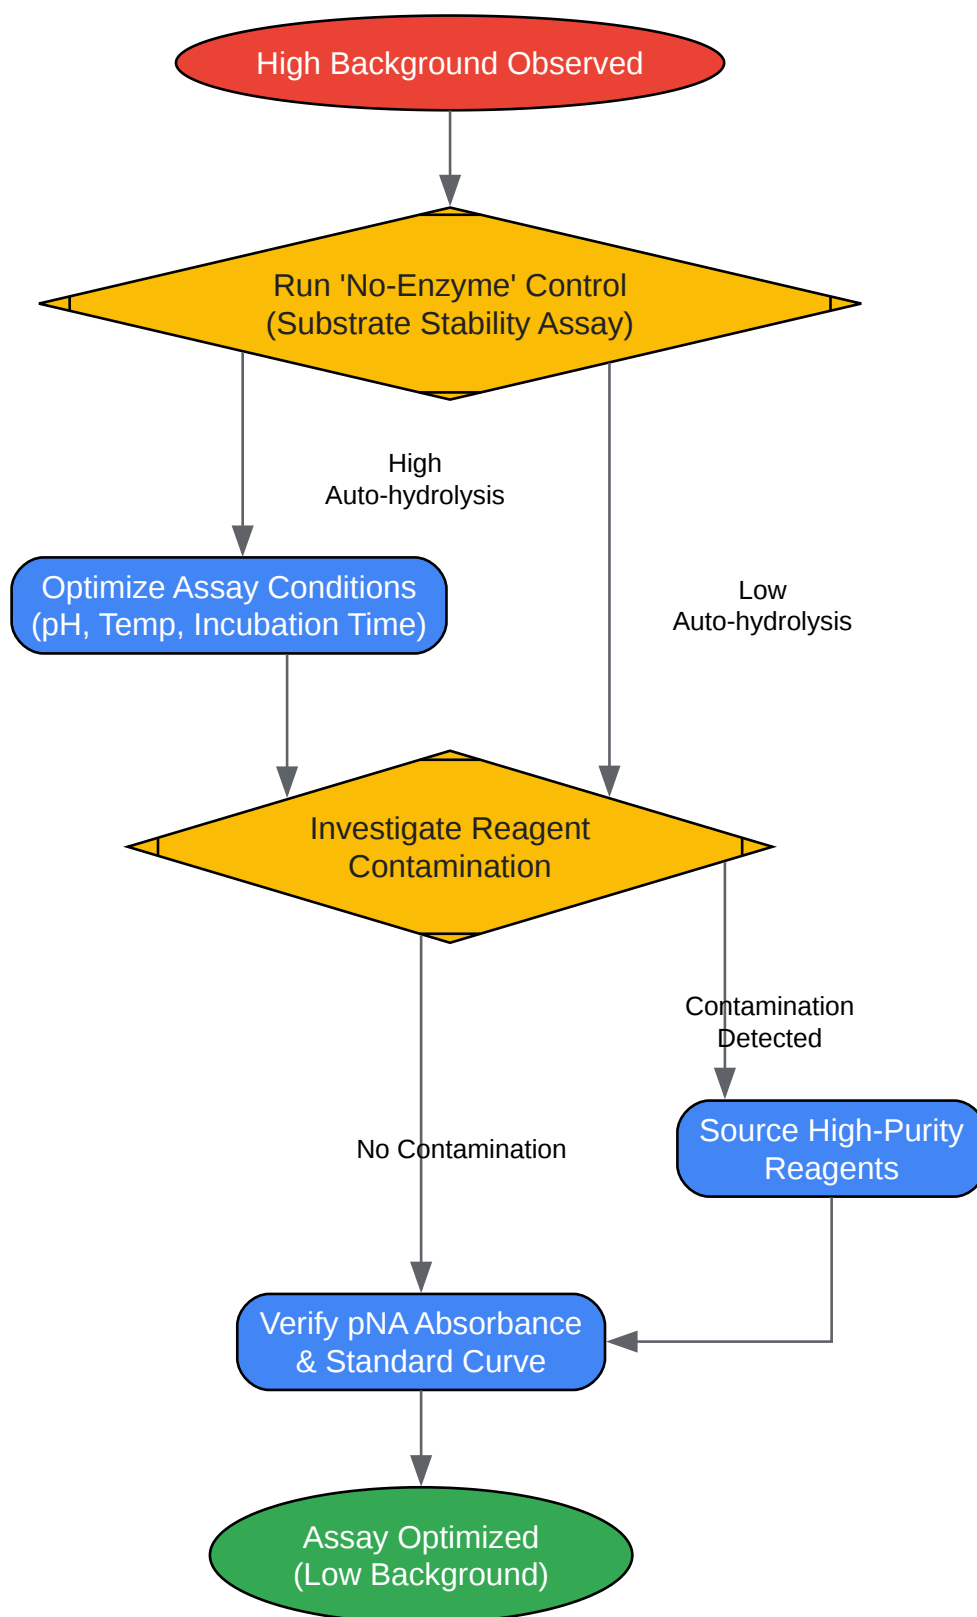 High Background Observed
Run 'No-Enzyme' Control
(Substrate Stability Assay)
High
Auto-hydrolysis
Optimize Assay Conditions
(pH, Temp, Incubation Time)
Low
Auto-hydrolysis
Investigate Reagent
Contamination
Contamination
Detected
Source High-Purity
Reagents
No Contamination
Verify pNA Absorbance
& Standard Curve
Assay Optimized
(Low Background)